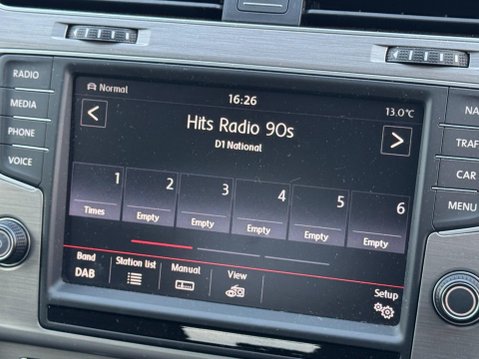 RADIO
MEDIA
PHONE
VOICE
Normal
16:26
13.0°C
<
Hits Radio 90s
>
D1 National
1 2 3 4 5 6
Times Empty Empty Empty Empty Empty
Band Station list Manual View Setup
DAB
NA
TRAF
CAR
MENU